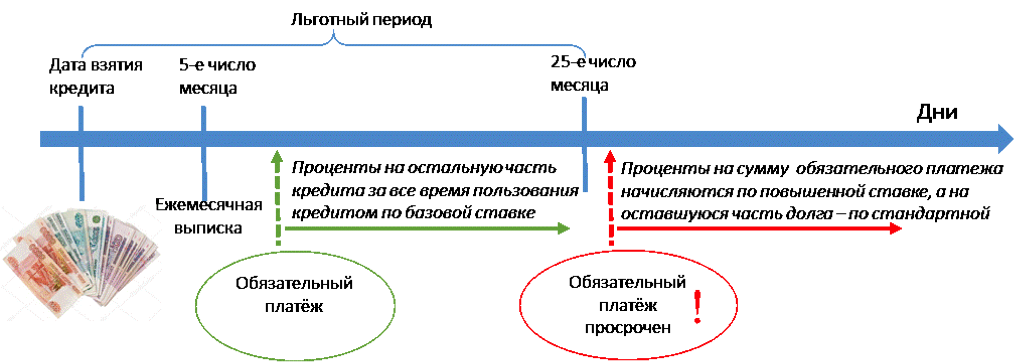 Льготный период
Дата взятия
кредита
5-е число
месяца
25-е число
месяца
Дни
Ежемесячная
выписка
Проценты на остальную часть
кредита за все время пользования
кредитом по базовой ставке
Проценты на сумму обязательного платежа
начисляются по повышенной ставке, а на
оставшуюся часть долга – по стандартной
Обязательный
платёж
Обязательный
платёж
просрочен !